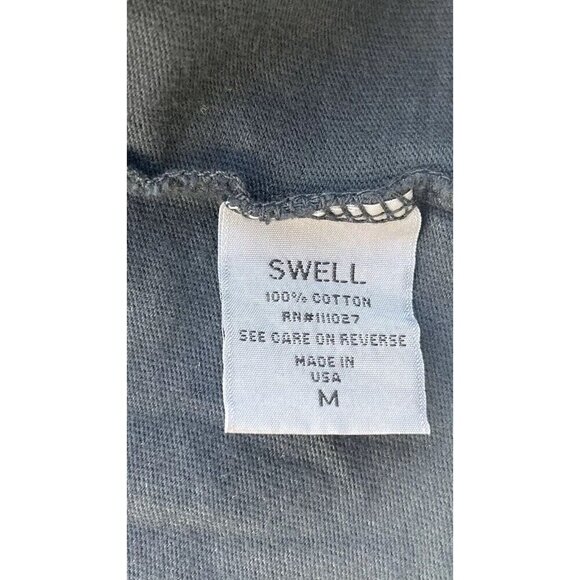 SWELL
100% COTTON
RN#111027
SEE CARE ON REVERSE
MADE IN
USA
M